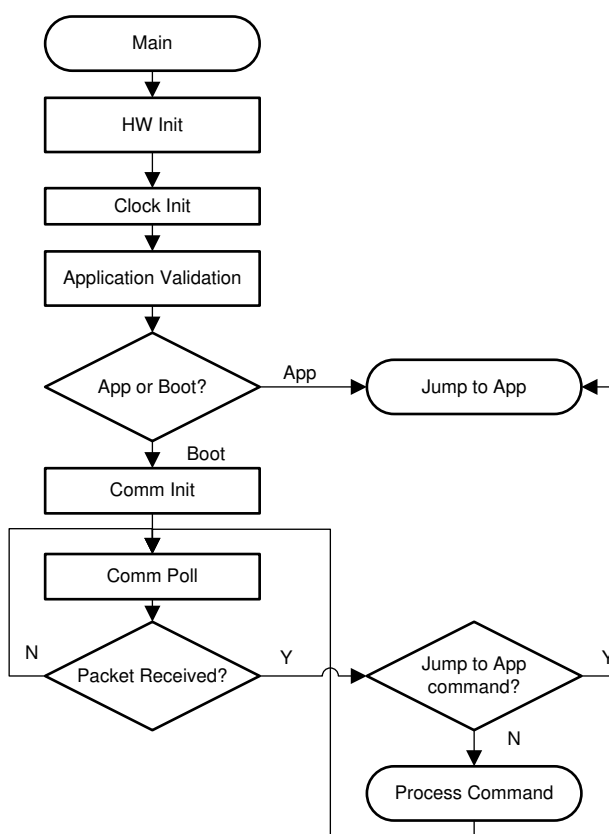 Main
HW Init
Clock Init
Application Validation
App or Boot?
App
Jump to App
Boot
Comm Init
Comm Poll
N
Packet Received?
Y
Jump to App
command?
Y
N
Process Command